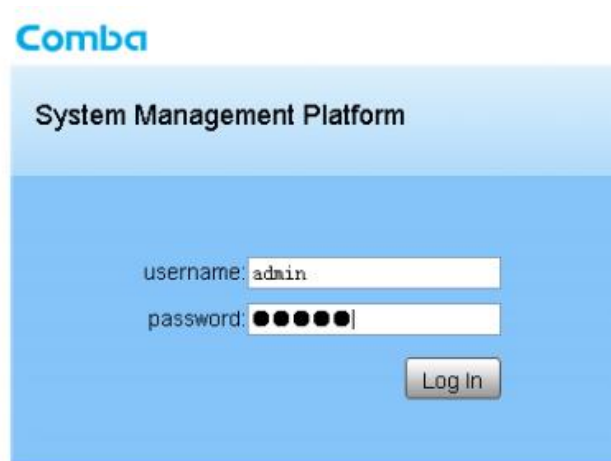 Comba
System Management Platform
username: admin
password: ●●●●●
Log In